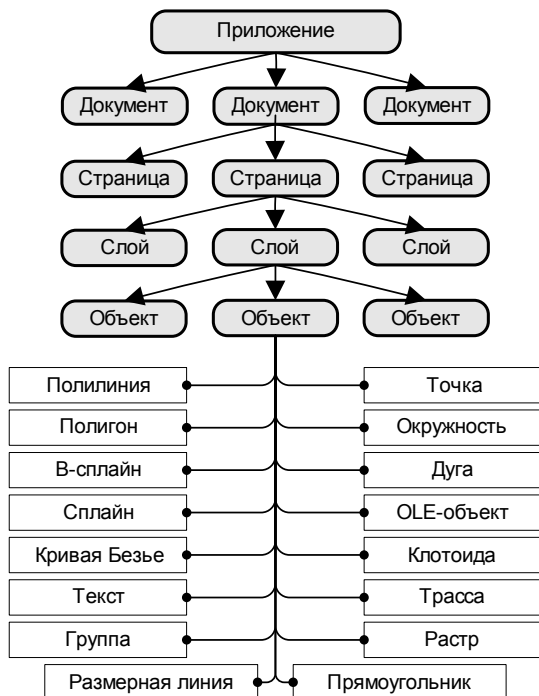 Приложение
Документ Документ Документ
Страница Страница Страница
Слой Слой Слой
Объект Объект Объект
Полилиния Точка
Полигон Окружность
В-сплайн Дуга
Сплайн OLE-объект
Кривая Безье Клотоида
Текст Трасса
Группа Растр
Размерная линия Прямоугольник